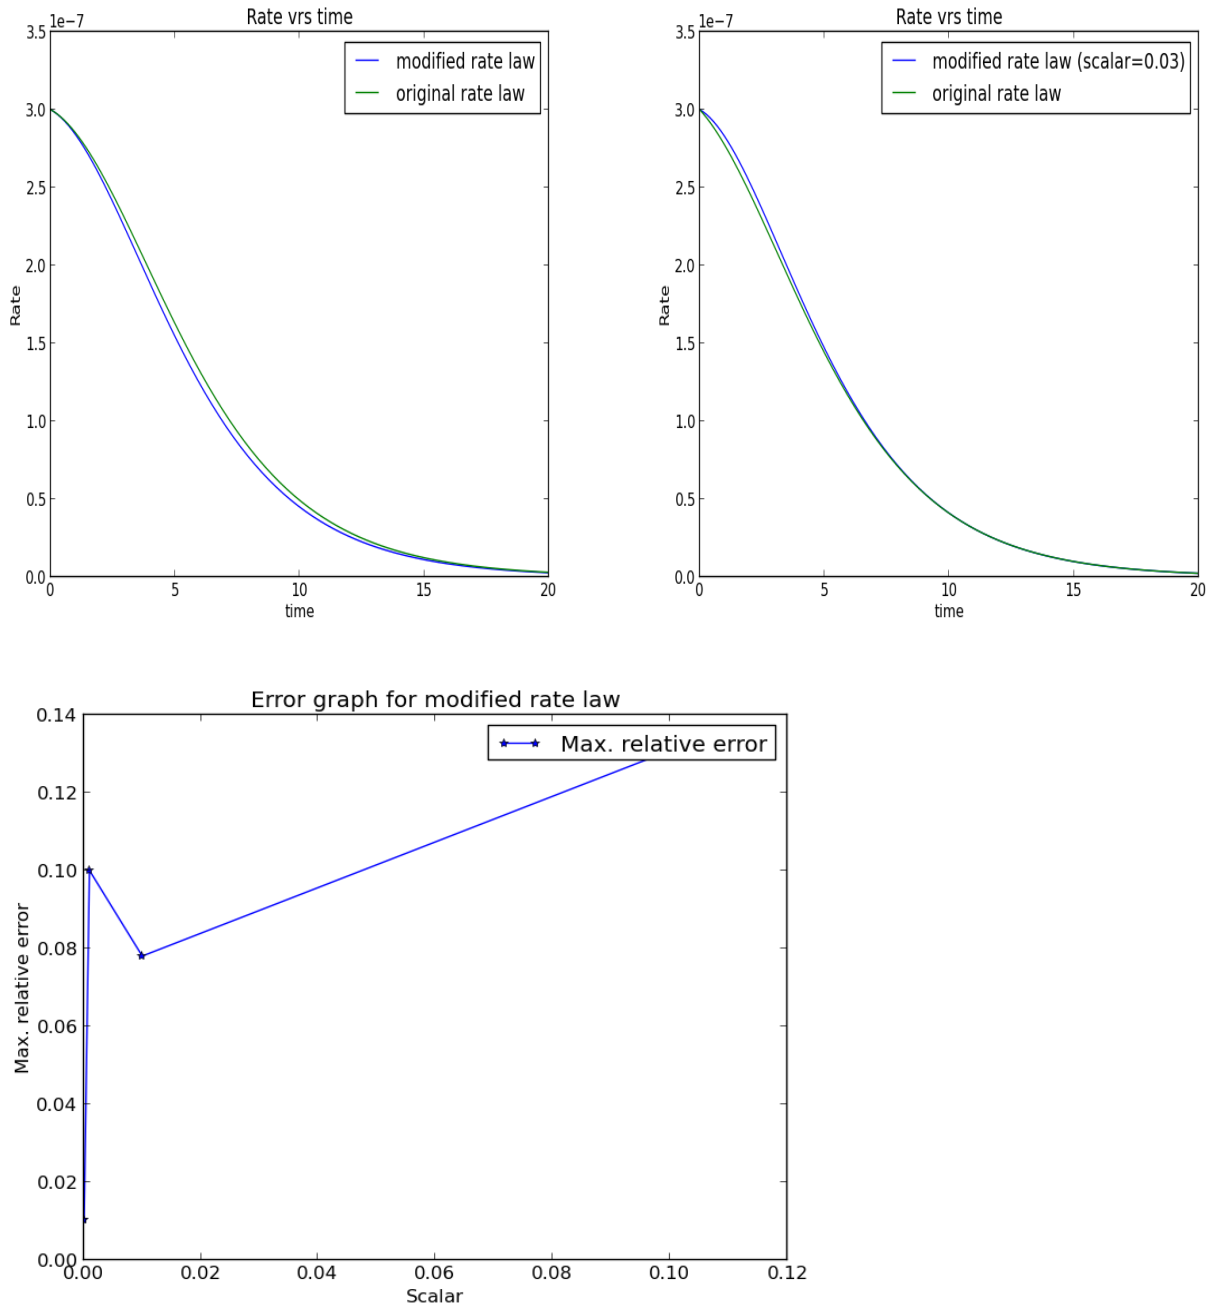 Rate vrs time
1e−7
modified rate law
original rate law
3.5
3.0
2.5
2.0
1.5
1.0
0.5
0.0
Rate
0 5 10 15 20
time
Rate vrs time
1e−7
modified rate law (scalar=0.03)
original rate law
3.5
3.0
2.5
2.0
1.5
1.0
0.5
0.0
Rate
0 5 10 15 20
time
Error graph for modified rate law
Max. relative error
0.14
0.12
0.10
0.08
0.06
0.04
0.02
0.00
Max. relative error
0.00 0.02 0.04 0.06 0.08 0.10 0.12
Scalar